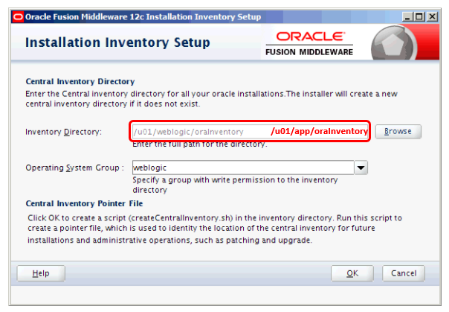 Oracle Fusion Middleware 12c Installation Inventory Setup
Installation Inventory Setup
ORACLE
FUSION MIDDLEWARE
Central Inventory Directory
Enter the Central inventory directory for all your oracle installations.The installer will create a new
central inventory directory if it does not exist.
Inventory Directory: /u01/weblogic/oraInventory /u01/app/oraInventory Browse
Enter the full path for the directory.
Operating System Group : weblogic
Specify a group with write permission to the inventory
directory
Central Inventory Pointer
File
Click OK to create a script (createCentralInventory.sh) in the inventory directory. Run this script to
create a pointer file, which is used to identify the location of the central inventory for future
installations and administrative operations, such as patching and upgrade.
Help OK Cancel